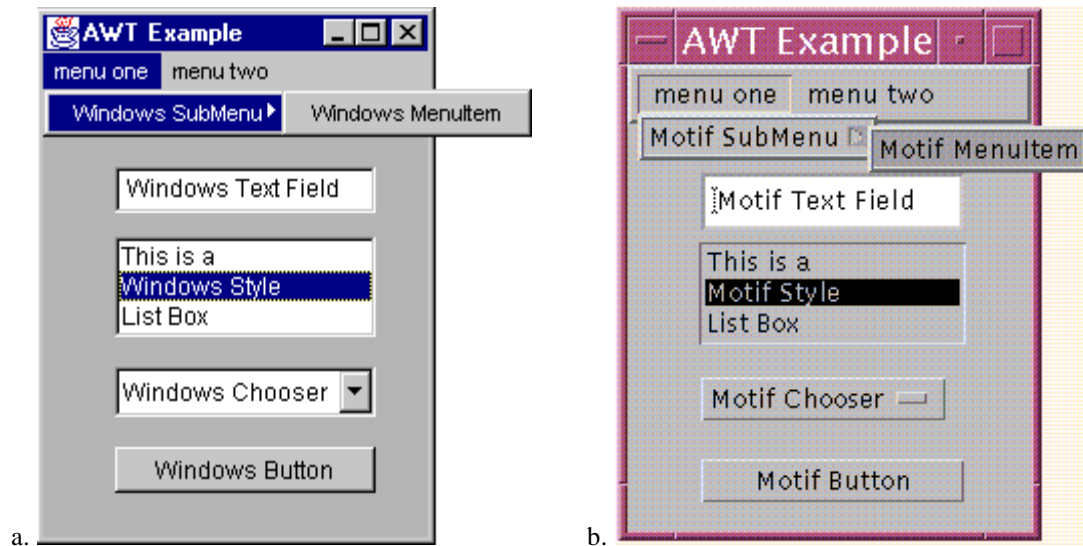 AWT Example
menu one menu two
Windows SubMenu Windows MenuItem
Windows Text Field
This is a
Windows Style
List Box
Windows Chooser
Windows Button
a.
AWT Example
menu one menu two
Motif SubMenu Motif MenuItem
Motif Text Field
This is a
Motif Style
List Box
Motif Chooser
Motif Button
b.